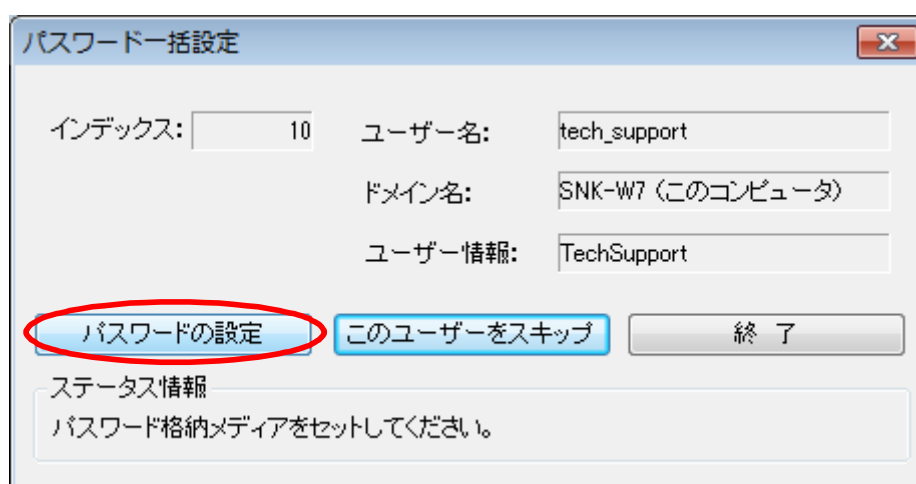 パスワード一括設定
インデックス: 10 ユーザー名: tech_support
ドメイン名: SNK-W7 (このコンピュータ)
ユーザー情報: TechSupport
パスワードの設定 このユーザーをスキップ 終 了
ステータス情報
パスワード格納メディアをセットしてください。